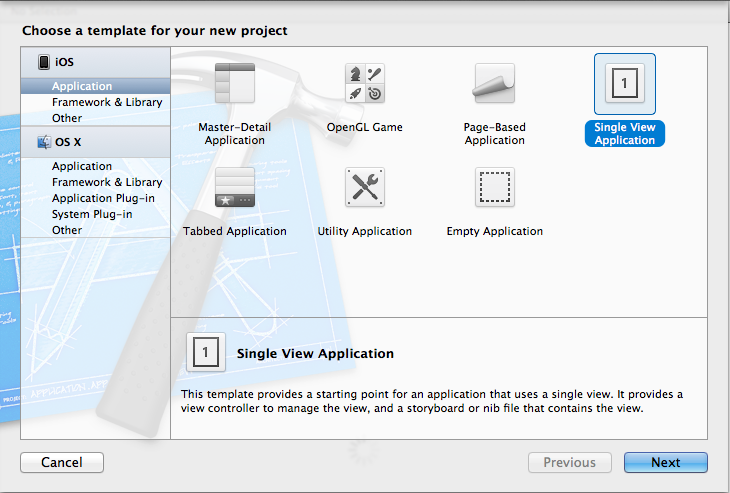 Choose a template for your new project
iOS
Application
Framework & Library
Other
OS X
Application
Framework & Library
Application Plug-in
System Plug-in
Other
Master-Detail
Application
OpenGL Game
Page-Based
Application
1
Single View
Application
Tabbed Application
Utility Application
Empty Application
1
Single View Application
This template provides a starting point for an application that uses a single view. It provides a
view controller to manage the view, and a storyboard or nib file that contains the view.
Cancel
Previous
Next